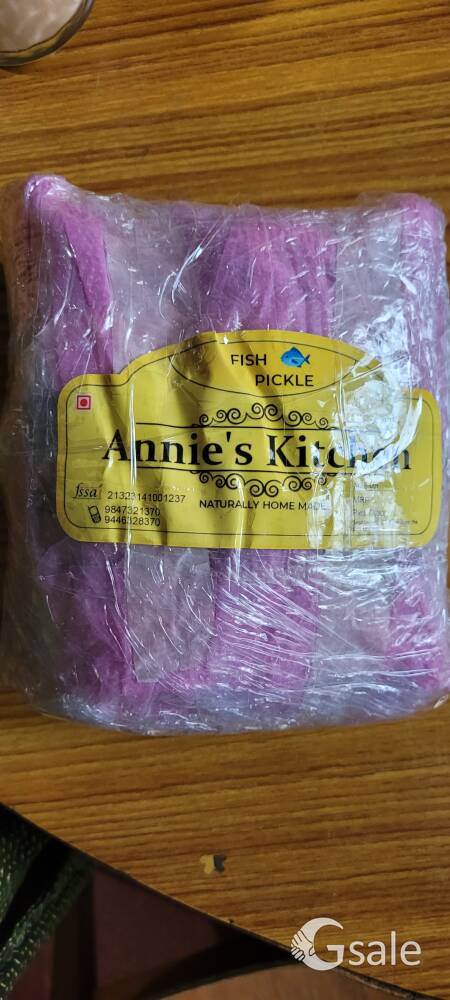 FISH
PICKLE
Annie's Kitchen
NATURALLY HOME MADE
fssai 21323141001237
9847321370
9446328370
Gsale